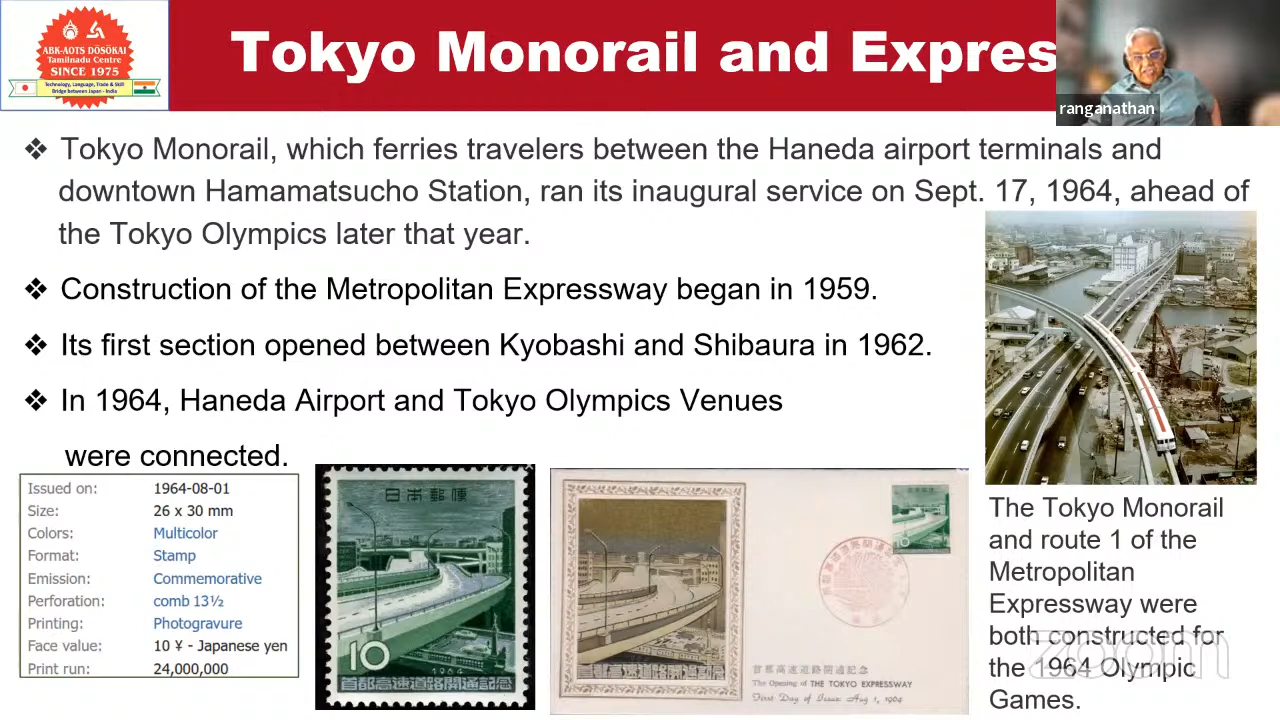 ABK-AOTS DŌSŌKAI
Tamilnadu Centre
SINCE 1975
Technology, Language, Trade & Skill
Bridge between Japan - India
Tokyo Monorail and Expres
ranganathan
❖ Tokyo Monorail, which ferries travelers between the Haneda airport terminals and
downtown Hamamatsucho Station, ran its inaugural service on Sept. 17, 1964, ahead of
the Tokyo Olympics later that year.
❖ Construction of the Metropolitan Expressway began in 1959.
❖ Its first section opened between Kyobashi and Shibaura in 1962.
❖ In 1964, Haneda Airport and Tokyo Olympics Venues
were connected.
Issued on: 1964-08-01
Size: 26 x 30 mm
Colors: Multicolor
Format: Stamp
Emission: Commemorative
Perforation: comb 13½
Printing: Photogravure
Face value: 10 ¥ - Japanese yen
Print run: 24,000,000
日本郵便
10
1964
首都高速道路開通記念
10
首都高速道路開通記念
The Opening of THE TOKYO EXPRESSWAY
First Day of Issue: Aug 1, 1964
The Tokyo Monorail
and route 1 of the
Metropolitan
Expressway were
both constructed for
the 1964 Olympic
Games.
zoom